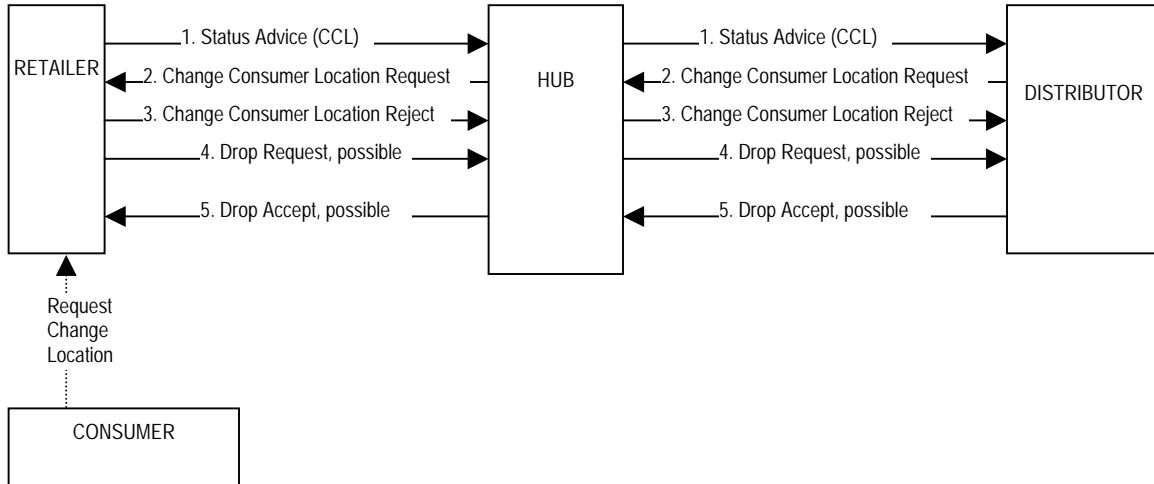 1. Status Advice (CCL)
1. Status Advice (CCL)
RETAILER
2. Change Consumer Location Request
HUB
2. Change Consumer Location Request
DISTRIBUTOR
3. Change Consumer Location Reject
3. Change Consumer Location Reject
4. Drop Request, possible
4. Drop Request, possible
5. Drop Accept, possible
5. Drop Accept, possible
Request
Change
Location
CONSUMER